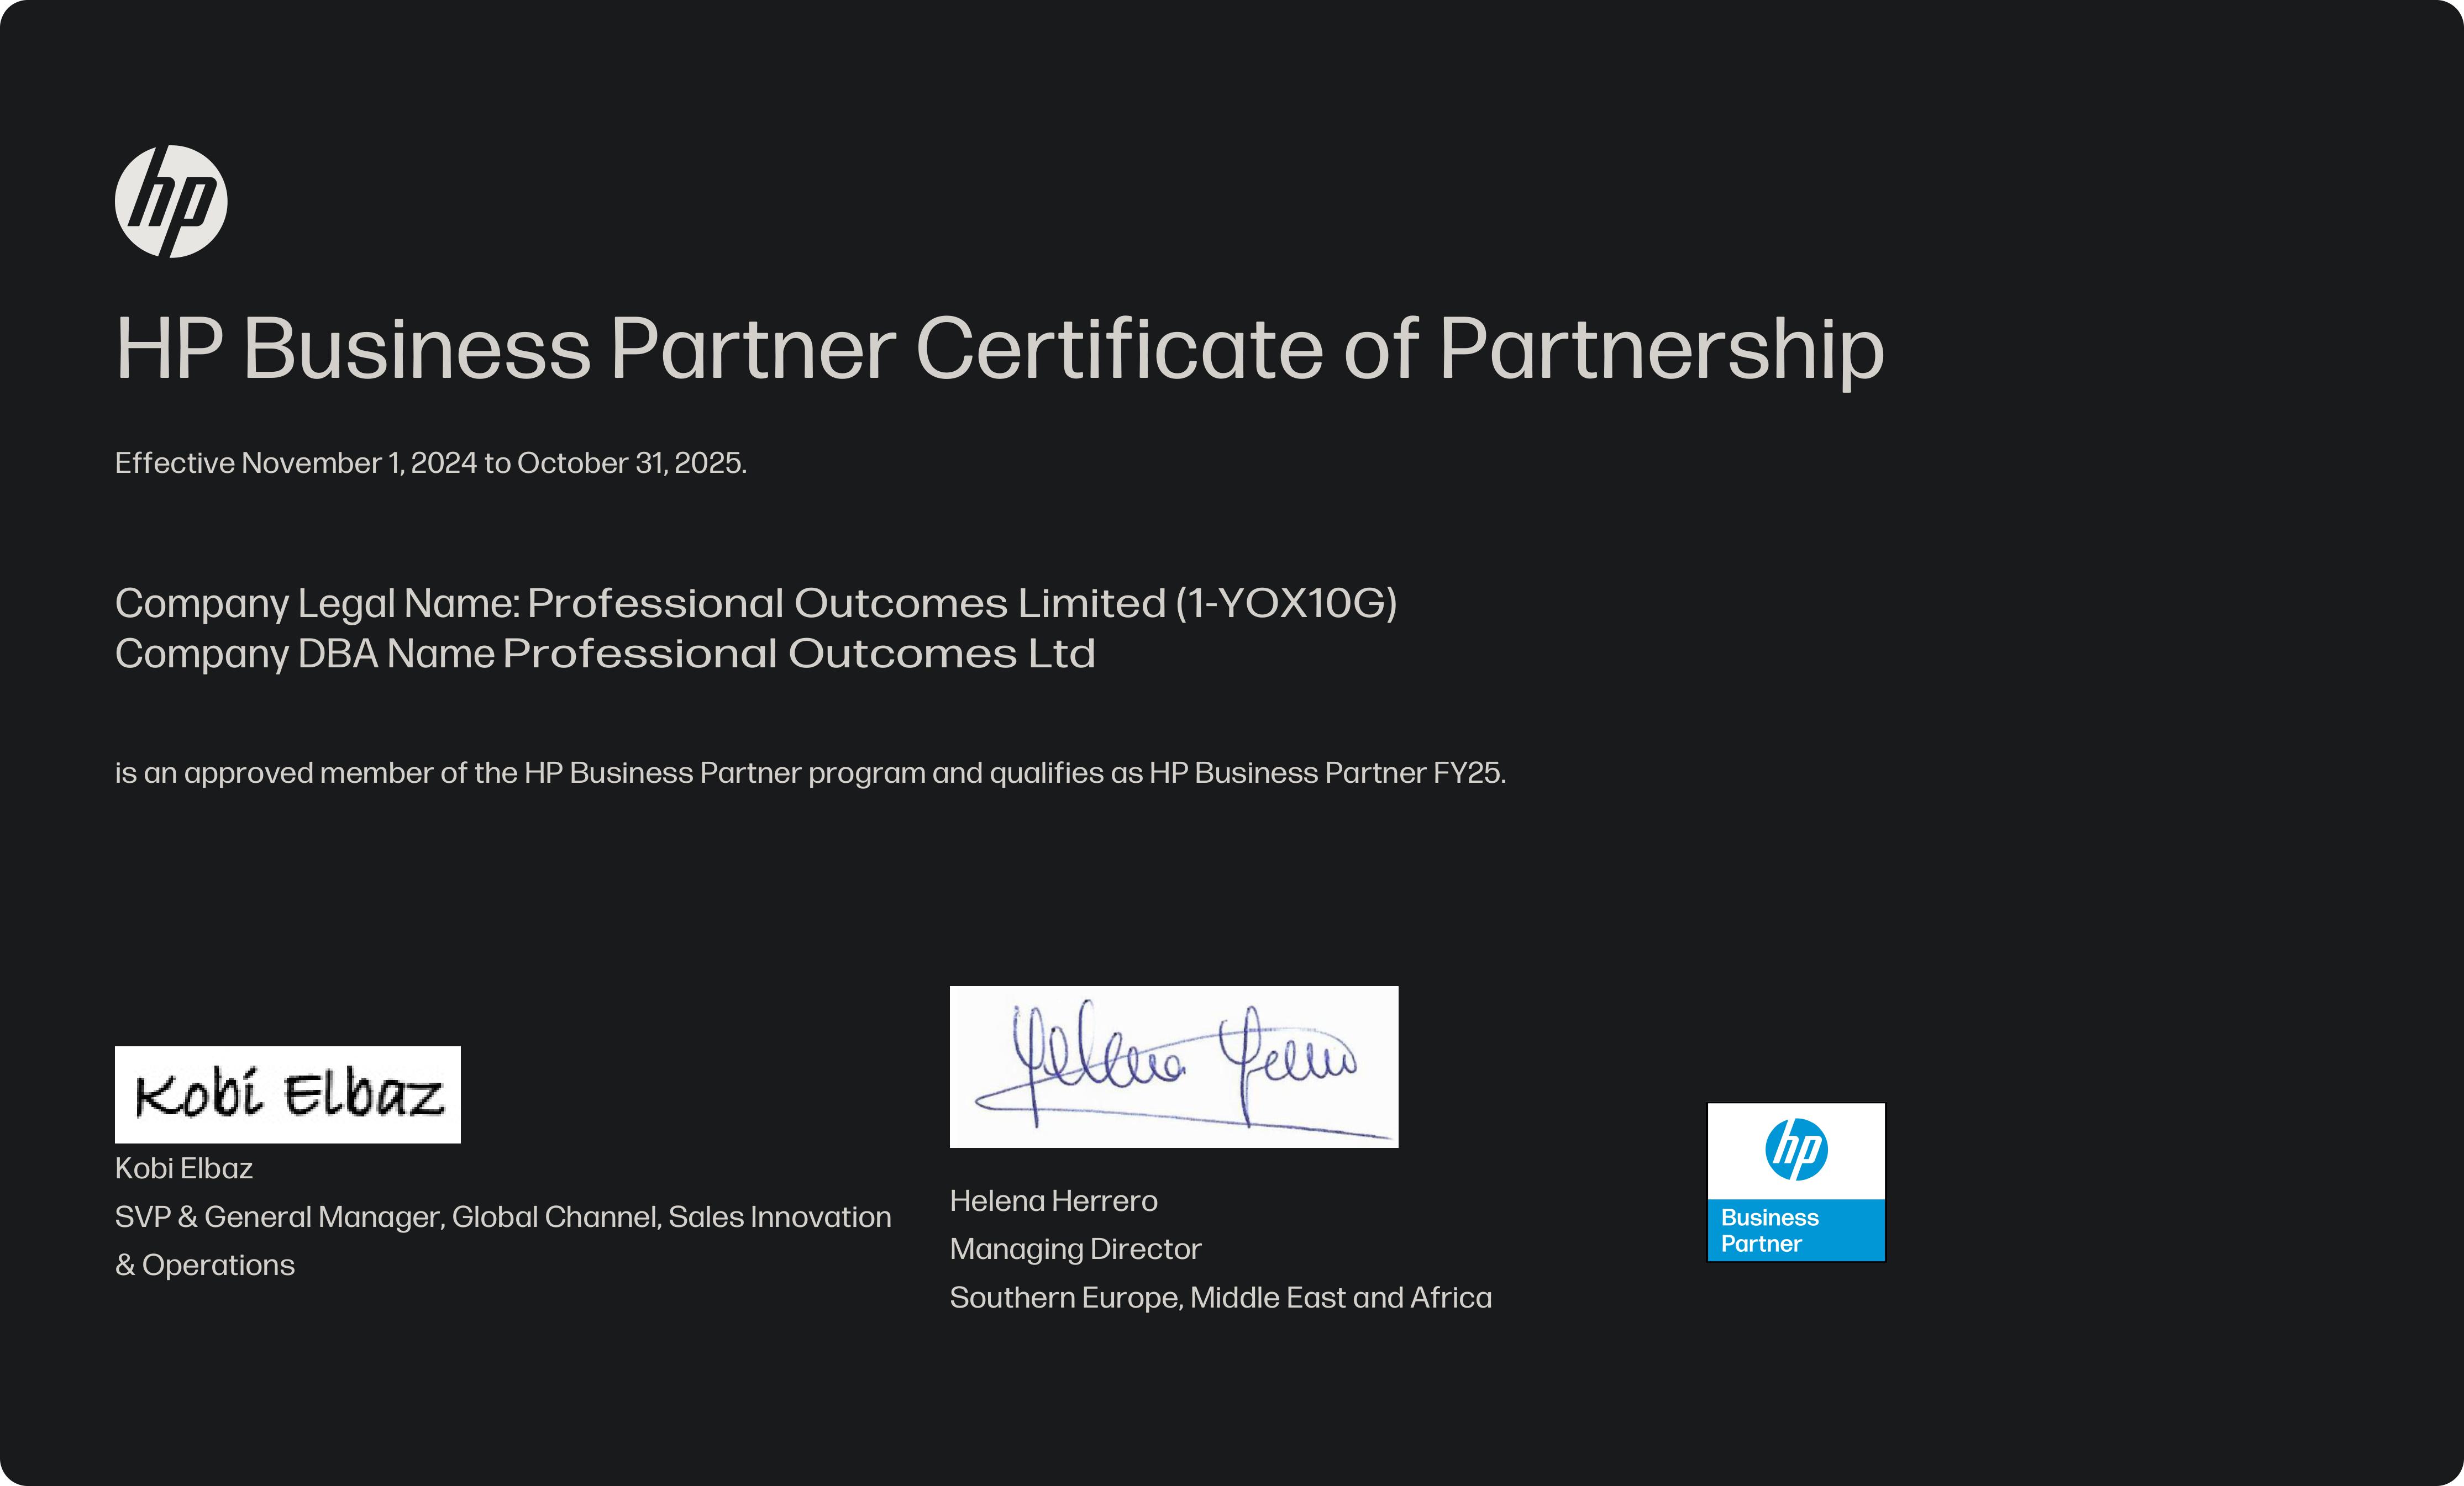 hp
HP Business Partner Certificate of Partnership
Effective November 1, 2024 to October 31, 2025.
Company Legal Name: Professional Outcomes Limited (1-YOX10G)
Company DBA Name Professional Outcomes Ltd
is an approved member of the HP Business Partner program and qualifies as HP Business Partner FY25.
Kobi Elbaz
Kobi Elbaz
SVP & General Manager, Global Channel, Sales Innovation
& Operations
Helena Herrero
Helena Herrero
Managing Director
Southern Europe, Middle East and Africa
hp
Business
Partner